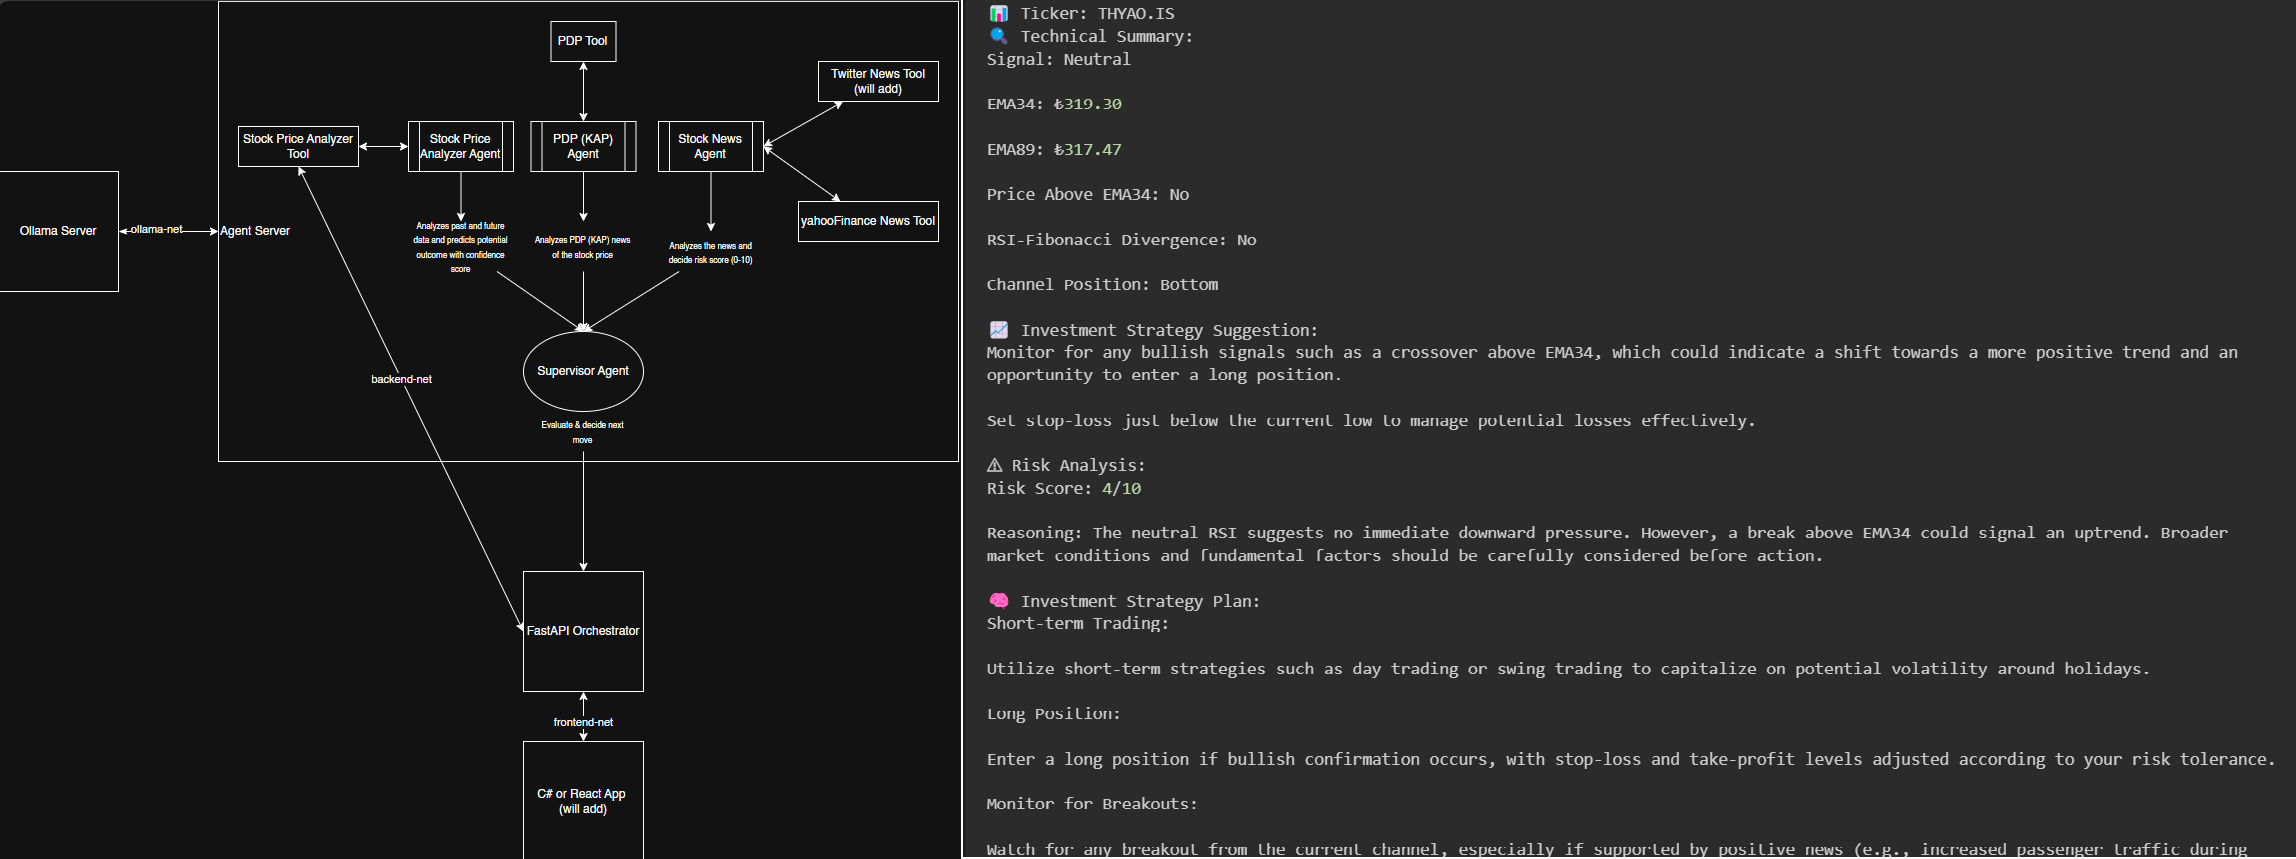 PDP Tool
Twitter News Tool
(will add)
Stock Price Analyzer
Tool
Stock Price
Analyzer Agent
PDP (KAP)
Agent
Stock News
Agent
yahooFinance News Tool
Ollama Server
ollama-net
Agent Server
Analyzes past and future
data and predicts potential
outcome with confidence
score
Analyzes PDP (KAP) news
of the stock price
Analyzes the news and
decide risk score (0-10)
Supervisor Agent
backend-net
Evaluate & decide next
move
FastAPI Orchestrator
frontend-net
C# or React App
(will add)
Ticker: THYAO.IS
Technical Summary:
Signal: Neutral
EMA34: ₺319.30
EMA89: ₺317.47
Price Above EMA34: No
RSI-Fibonacci Divergence: No
Channel Position: Bottom
Investment Strategy Suggestion:
Monitor for any bullish signals such as a crossover above EMA34, which could indicate a shift towards a more positive trend and an
opportunity to enter a long position.
Set stop-loss just below the current low to manage potential losses effectively.
Risk Analysis:
Risk Score: 4/10
Reasoning: The neutral RSI suggests no immediate downward pressure. However, a break above EMA34 could signal an uptrend. Broader
market conditions and fundamental factors should be carefully considered before action.
Investment Strategy Plan:
Short-term Trading:
Utilize short-term strategies such as day trading or swing trading to capitalize on potential volatility around holidays.
Long Position:
Enter a long position if bullish confirmation occurs, with stop-loss and take-profit levels adjusted according to your risk tolerance.
Monitor for Breakouts:
Watch for any breakout from the current channel, especially if supported by positive news (e.g., increased passenger traffic during